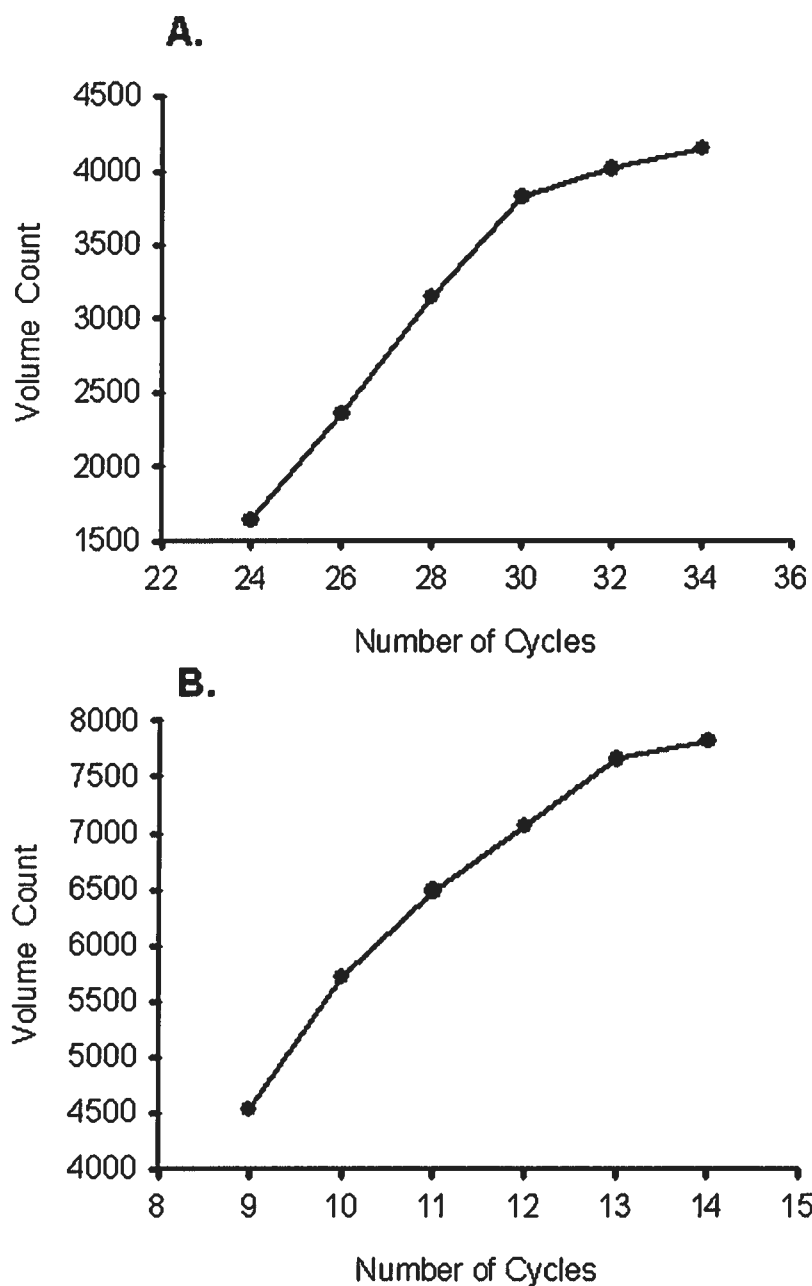 A.
4500
4000
3500
3000
2500
2000
1500
Volume Count
22 24 26 28 30 32 34 36
Number of Cycles
B.
8000
7500
7000
6500
6000
5500
5000
4500
4000
Volume Count
8 9 10 11 12 13 14 15
Number of Cycles